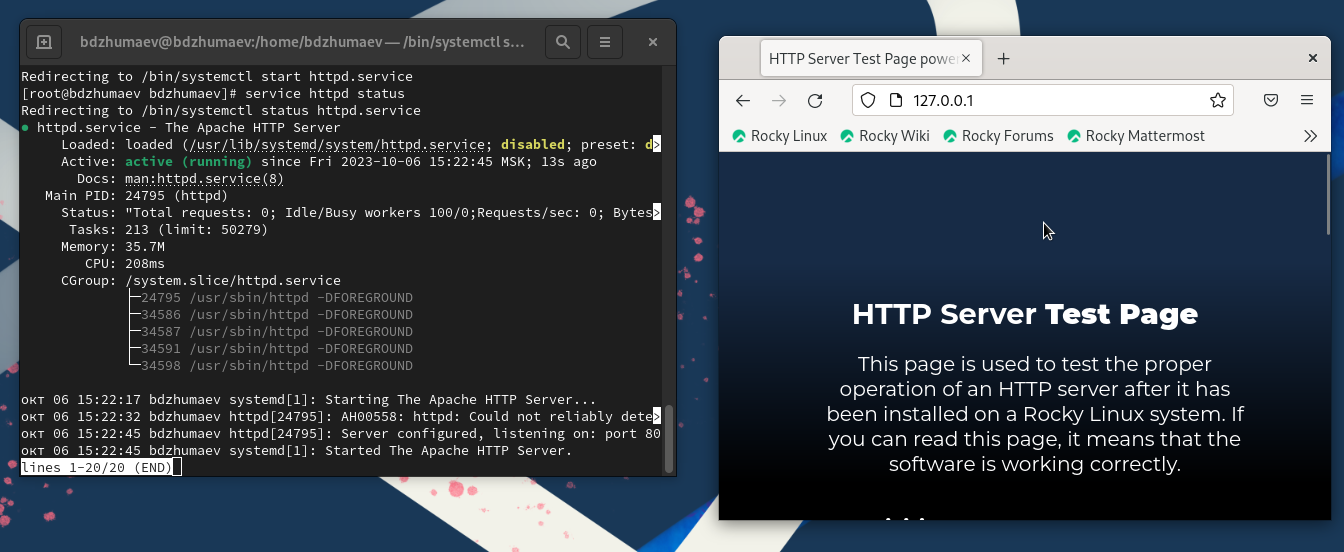 bdzhumaev@bdzhumaev:/home/bdzhumaev — /bin/systemctl s…
Redirecting to /bin/systemctl start httpd.service
[root@bdzhumaev bdzhumaev]# service httpd status
Redirecting to /bin/systemctl status httpd.service
● httpd.service - The Apache HTTP Server
Loaded: loaded (/usr/lib/systemd/system/httpd.service; disabled; preset: d>
Active: active (running) since Fri 2023-10-06 15:22:45 MSK; 13s ago
Docs: man:httpd.service(8)
Main PID: 24795 (httpd)
Status: "Total requests: 0; Idle/Busy workers 100/0;Requests/sec: 0; Bytes>
Tasks: 213 (limit: 50279)
Memory: 35.7M
CPU: 208ms
CGroup: /system.slice/httpd.service
├─24795 /usr/sbin/httpd -DFOREGROUND
├─34586 /usr/sbin/httpd -DFOREGROUND
├─34587 /usr/sbin/httpd -DFOREGROUND
├─34591 /usr/sbin/httpd -DFOREGROUND
└─34598 /usr/sbin/httpd -DFOREGROUND
окт 06 15:22:17 bdzhumaev systemd[1]: Starting The Apache HTTP Server...
окт 06 15:22:32 bdzhumaev httpd[24795]: AH00558: httpd: Could not reliably dete>
окт 06 15:22:45 bdzhumaev httpd[24795]: Server configured, listening on: port 80
окт 06 15:22:45 bdzhumaev systemd[1]: Started The Apache HTTP Server.
lines 1-20/20 (END)
HTTP Server Test Page powe
127.0.0.1
Rocky Linux Rocky Wiki Rocky Forums Rocky Mattermost
HTTP Server Test Page
This page is used to test the proper
operation of an HTTP server after it has
been installed on a Rocky Linux system. If
you can read this page, it means that the
software is working correctly.